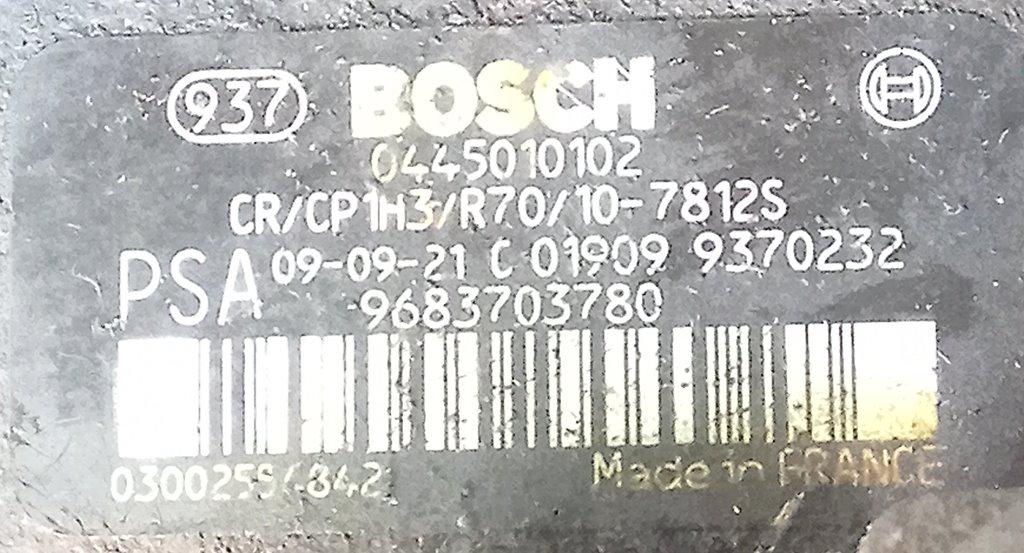 937 BOSCH
0445010102
CR/CP1H3/R70/10-7812S
PSA 09-09-21 C 01909 9370232
9683703780
Made in FRANCE